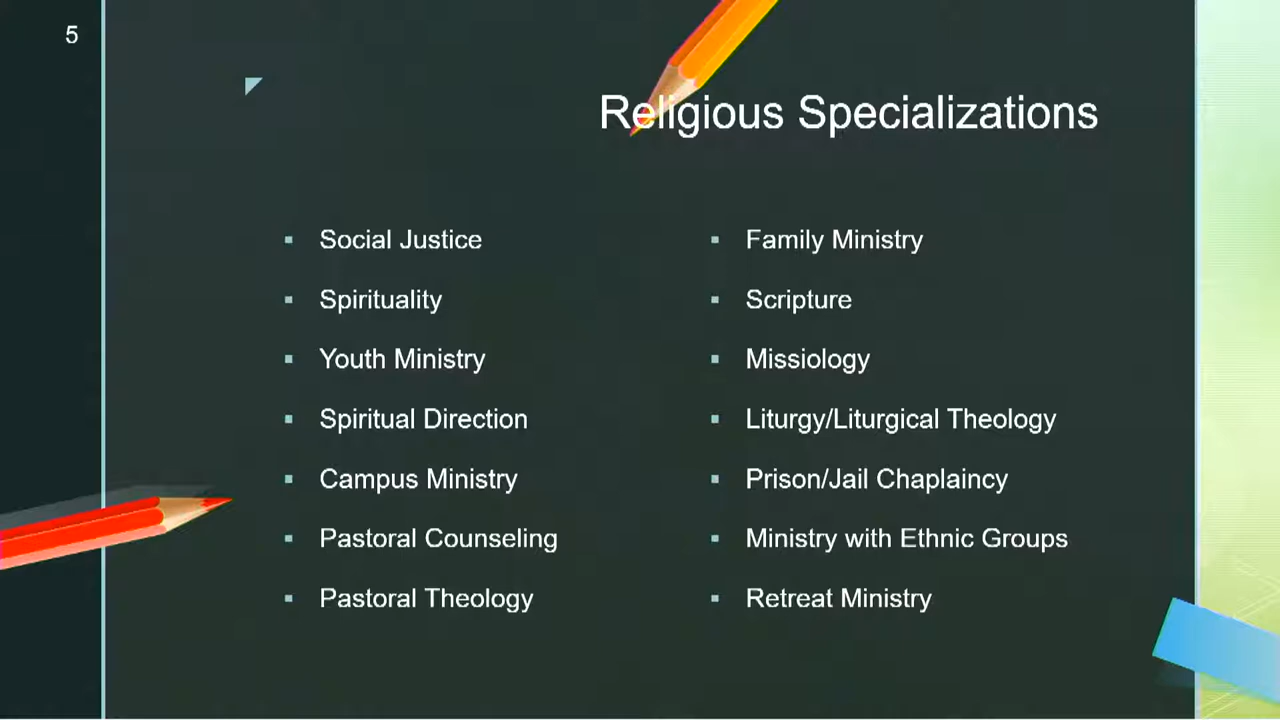 5
Religious Specializations
▪ Social Justice
▪ Spirituality
▪ Youth Ministry
▪ Spiritual Direction
▪ Campus Ministry
▪ Pastoral Counseling
▪ Pastoral Theology
▪ Family Ministry
▪ Scripture
▪ Missiology
▪ Liturgy/Liturgical Theology
▪ Prison/Jail Chaplaincy
▪ Ministry with Ethnic Groups
▪ Retreat Ministry